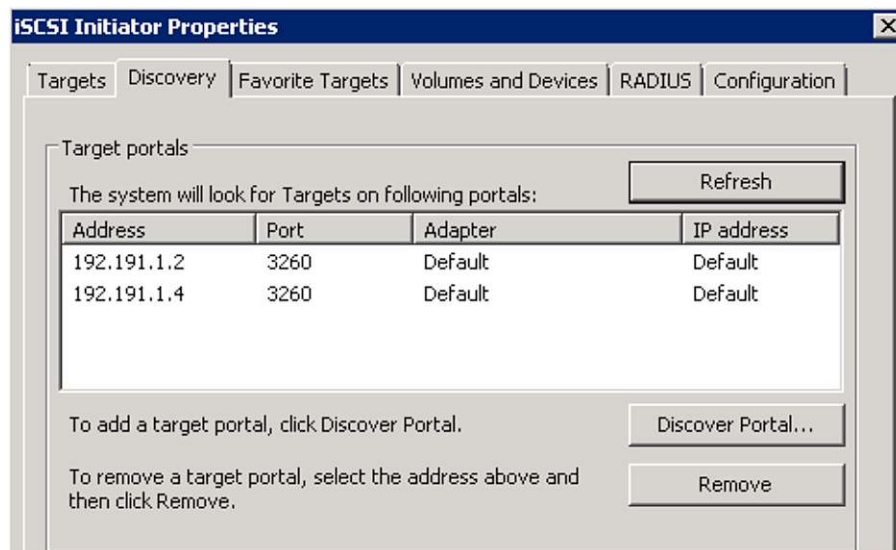 iSCSI Initiator Properties
Targets Discovery Favorite Targets Volumes and Devices RADIUS Configuration
Target portals
The system will look for Targets on following portals: Refresh
Address Port Adapter IP address
192.191.1.2 3260 Default Default
192.191.1.4 3260 Default Default
To add a target portal, click Discover Portal. Discover Portal...
To remove a target portal, select the address above and
then click Remove. Remove